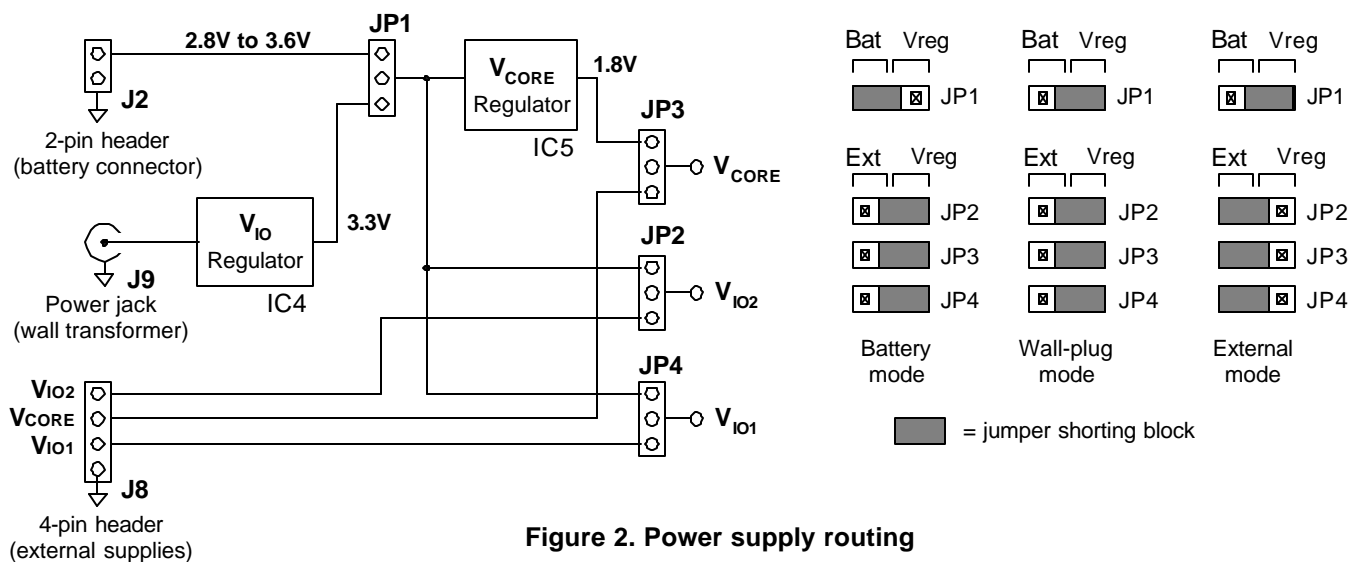 JP1
2.8V to 3.6V
J2
2-pin header
(battery connector)
VCORE
Regulator
IC5
1.8V
JP3
VCORE
J9
Power jack
(wall transformer)
VIO
Regulator
IC4
3.3V
JP2
VIO2
JP4
VIO1
VIO2
VCORE
VIO1
J8
4-pin header
(external supplies)
Bat Vreg
JP1
Ext Vreg
JP2
JP3
JP4
Battery
mode
Bat Vreg
JP1
Ext Vreg
JP2
JP3
JP4
Wall-plug
mode
Bat Vreg
JP1
Ext Vreg
JP2
JP3
JP4
External
mode
= jumper shorting block
Figure 2. Power supply routing